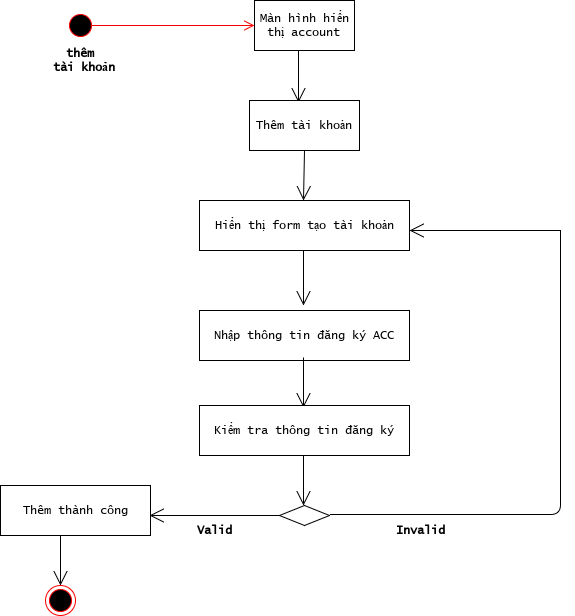 Màn hình hiển
thị account
thêm
tài khoản
Thêm tài khoản
Hiển thị form tạo tài khoản
Nhập thông tin đăng ký ACC
Kiểm tra thông tin đăng ký
Thêm thành công
Valid
Invalid